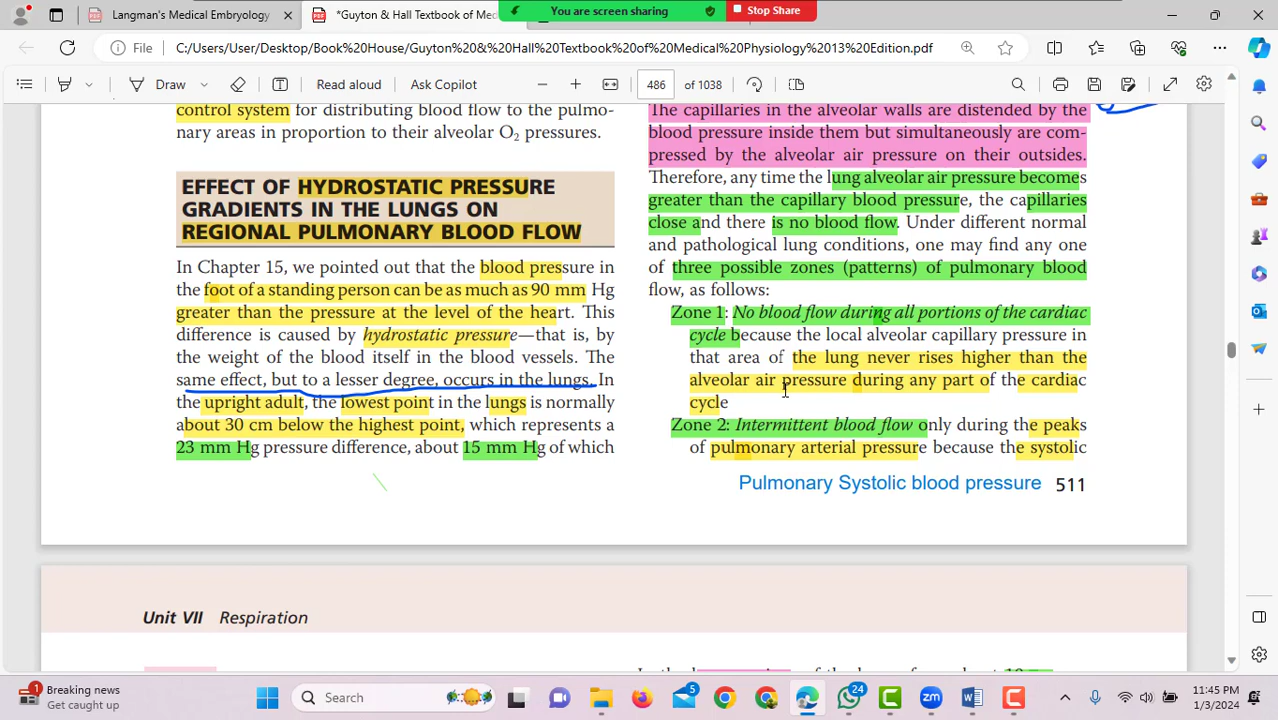 Langman's Medical Embryology
*Guyton & Hall Textbook of Med
You are screen sharing
Stop Share
File
C:/Users/User/Desktop/Book%20House/Guyton%20&%20Hall%20Textbook%20of%20Medical%20Physiology%2013%20Edition.pdf
Draw
Read aloud
Ask Copilot
486 of 1038
control system for distributing blood flow to the pulmo-
nary areas in proportion to their alveolar O2 pressures.
EFFECT OF HYDROSTATIC PRESSURE
GRADIENTS IN THE LUNGS ON
REGIONAL PULMONARY BLOOD FLOW
In Chapter 15, we pointed out that the blood pressure in
the foot of a standing person can be as much as 90 mm Hg
greater than the pressure at the level of the heart. This
difference is caused by hydrostatic pressure—that is, by
the weight of the blood itself in the blood vessels. The
same effect, but to a lesser degree, occurs in the lungs. In
the upright adult, the lowest point in the lungs is normally
about 30 cm below the highest point, which represents a
23 mm Hg pressure difference, about 15 mm Hg of which
The capillaries in the alveolar walls are distended by the
blood pressure inside them but simultaneously are com-
pressed by the alveolar air pressure on their outsides.
Therefore, any time the lung alveolar air pressure becomes
greater than the capillary blood pressure, the capillaries
close and there is no blood flow. Under different normal
and pathological lung conditions, one may find any one
of three possible zones (patterns) of pulmonary blood
flow, as follows:
Zone 1: No blood flow during all portions of the cardiac
cycle because the local alveolar capillary pressure in
that area of the lung never rises higher than the
alveolar air pressure during any part of the cardiac
cycle
Zone 2: Intermittent blood flow only during the peaks
of pulmonary arterial pressure because the systolic
Pulmonary Systolic blood pressure 511
Unit VII Respiration
1
Breaking news
Get caught up
Search
5
24
zm
11:45 PM
1/3/2024